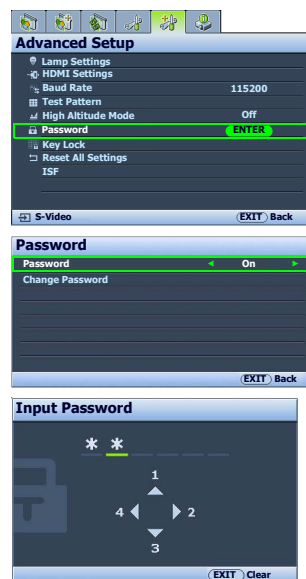 Advanced Setup
Lamp Settings
HDMI Settings
Baud Rate 115200
Test Pattern
High Altitude Mode Off
Password ENTER
Key Lock
Reset All Settings
ISF
S-Video EXIT Back
Password
Password On
Change Password
EXIT Back
Input Password
* *
1
4 2
3
EXIT Clear